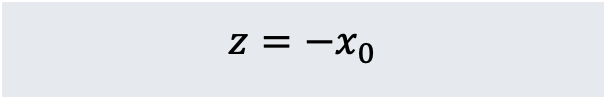 z = −x₀